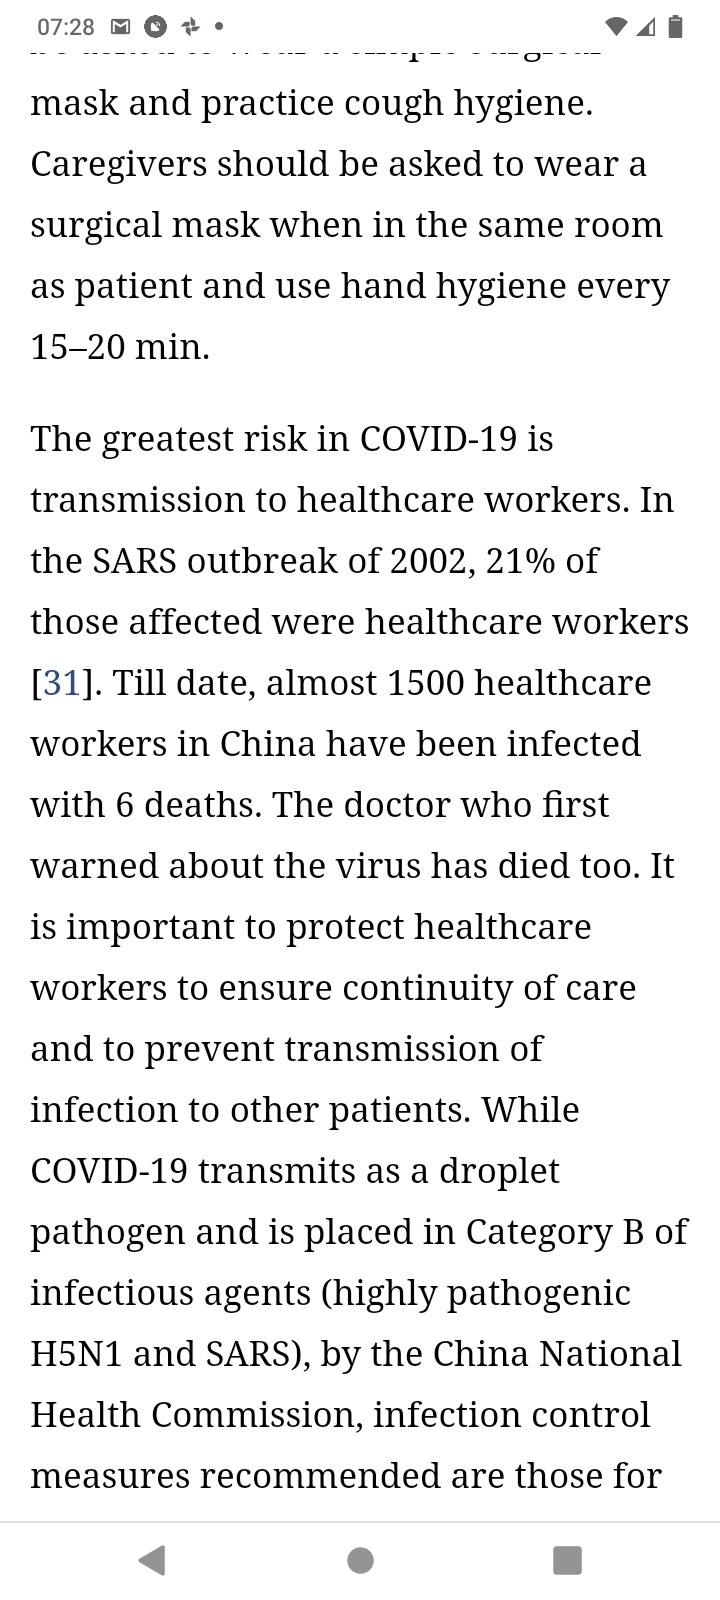 07:28
mask and practice cough hygiene.
Caregivers should be asked to wear a
surgical mask when in the same room
as patient and use hand hygiene every
15–20 min.
The greatest risk in COVID-19 is
transmission to healthcare workers. In
the SARS outbreak of 2002, 21% of
those affected were healthcare workers
[31]. Till date, almost 1500 healthcare
workers in China have been infected
with 6 deaths. The doctor who first
warned about the virus has died too. It
is important to protect healthcare
workers to ensure continuity of care
and to prevent transmission of
infection to other patients. While
COVID-19 transmits as a droplet
pathogen and is placed in Category B of
infectious agents (highly pathogenic
H5N1 and SARS), by the China National
Health Commission, infection control
measures recommended are those for